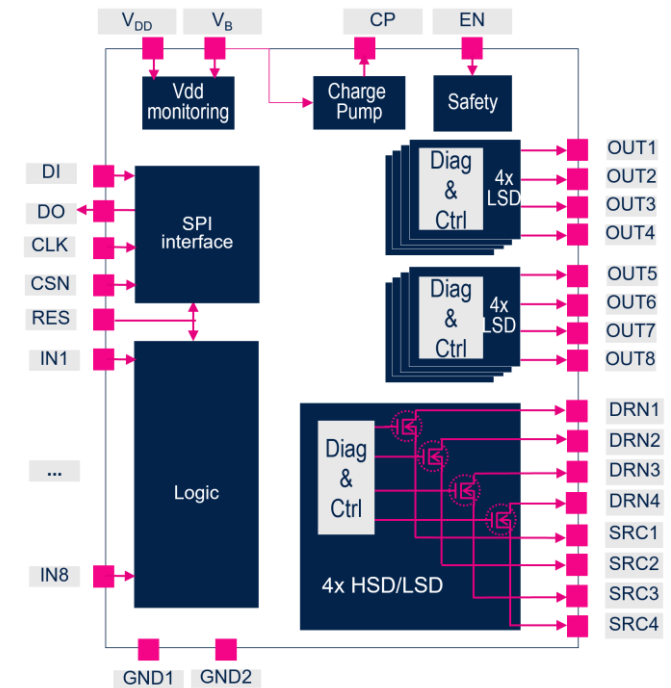 VDD
VB
CP
EN
Vdd
monitoring
Charge
Pump
Safety
DI
DO
CLK
CSN
RES
IN1
...
IN8
SPI
interface
Logic
Diag
&
Ctrl
4x
LSD
OUT1
OUT2
OUT3
OUT4
Diag
&
Ctrl
4x
LSD
OUT5
OUT6
OUT7
OUT8
Diag
&
Ctrl
4x HSD/LSD
DRN1
DRN2
DRN3
DRN4
SRC1
SRC2
SRC3
SRC4
GND1
GND2